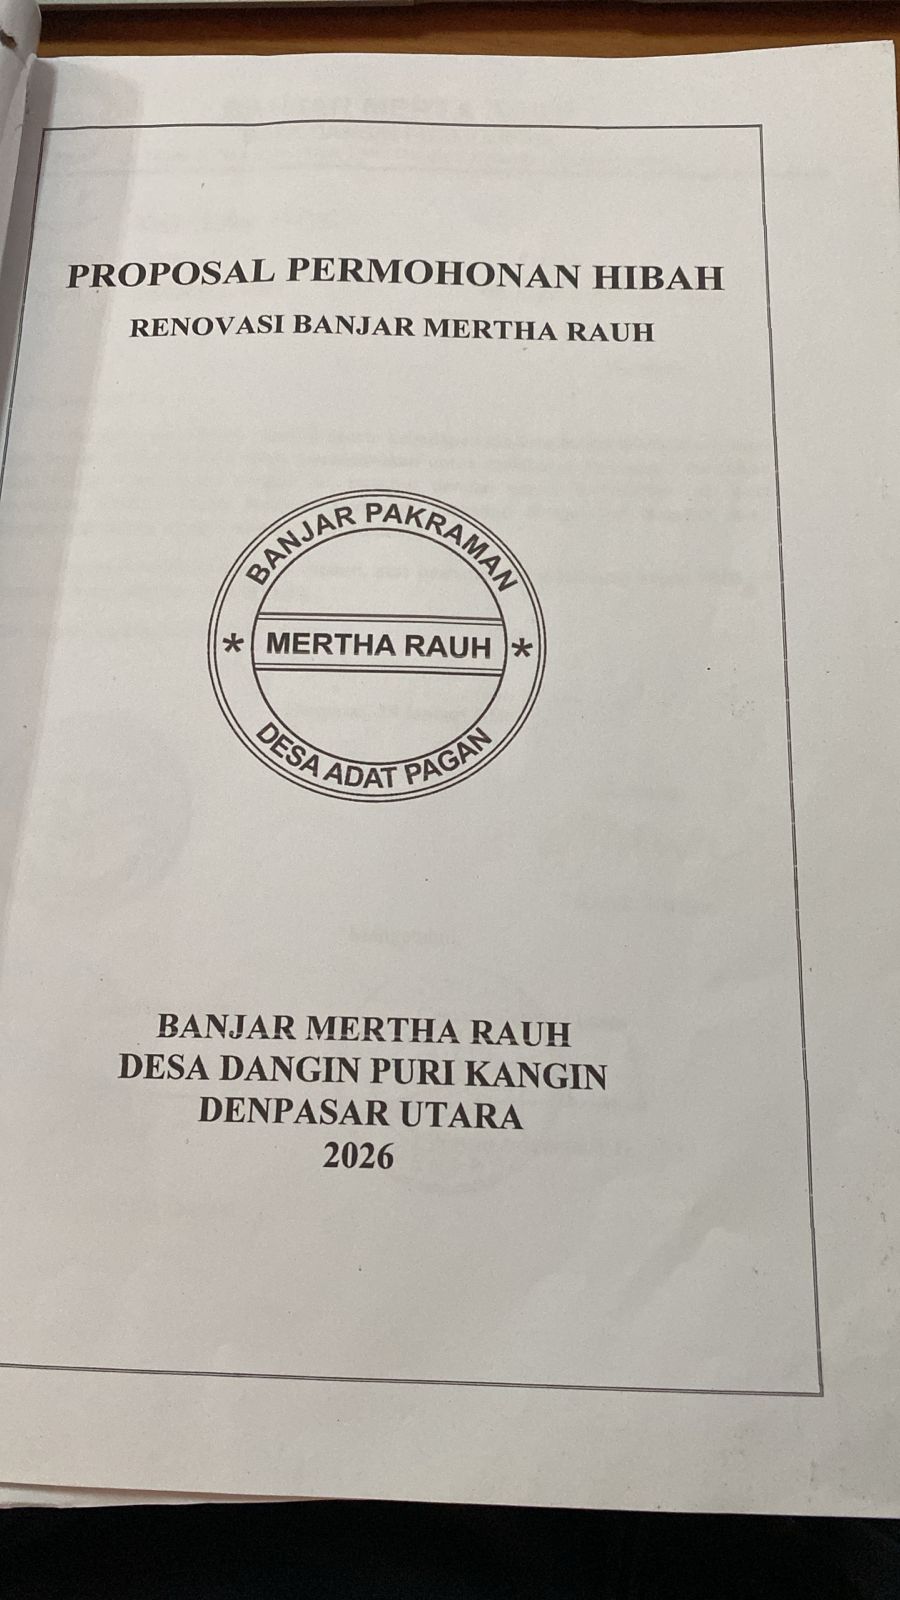 PROPOSAL PERMOHONAN HIBAH
RENOVASI BANJAR MERTHA RAUH
BANJAR PAKRAMAN
* MERTHA RAUH *
DESA ADAT PAGAN
BANJAR MERTHA RAUH
DESA DANGIN PURI KANGIN
DENPASAR UTARA
2026